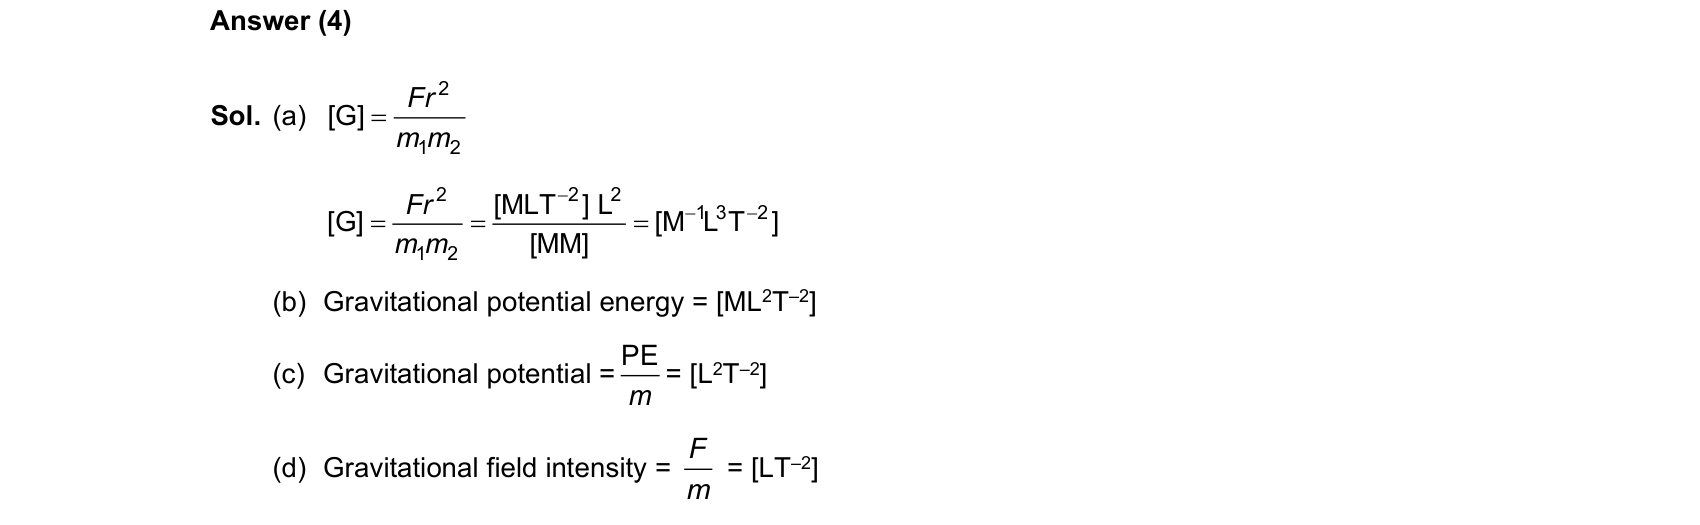 Answer (4)
Sol. (a) [G] = Fr²/m₁m₂
[G] = Fr²/m₁m₂ = [MLT⁻²] L²/[MM] = [M⁻¹L³T⁻²]
(b) Gravitational potential energy = [ML²T⁻²]
(c) Gravitational potential = PE/m = [L²T⁻²]
(d) Gravitational field intensity = F/m = [LT⁻²]